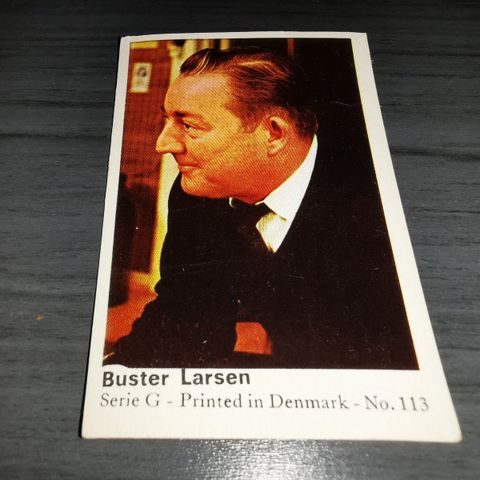 Buster Larsen
Serie G - Printed in Denmark - No. 113